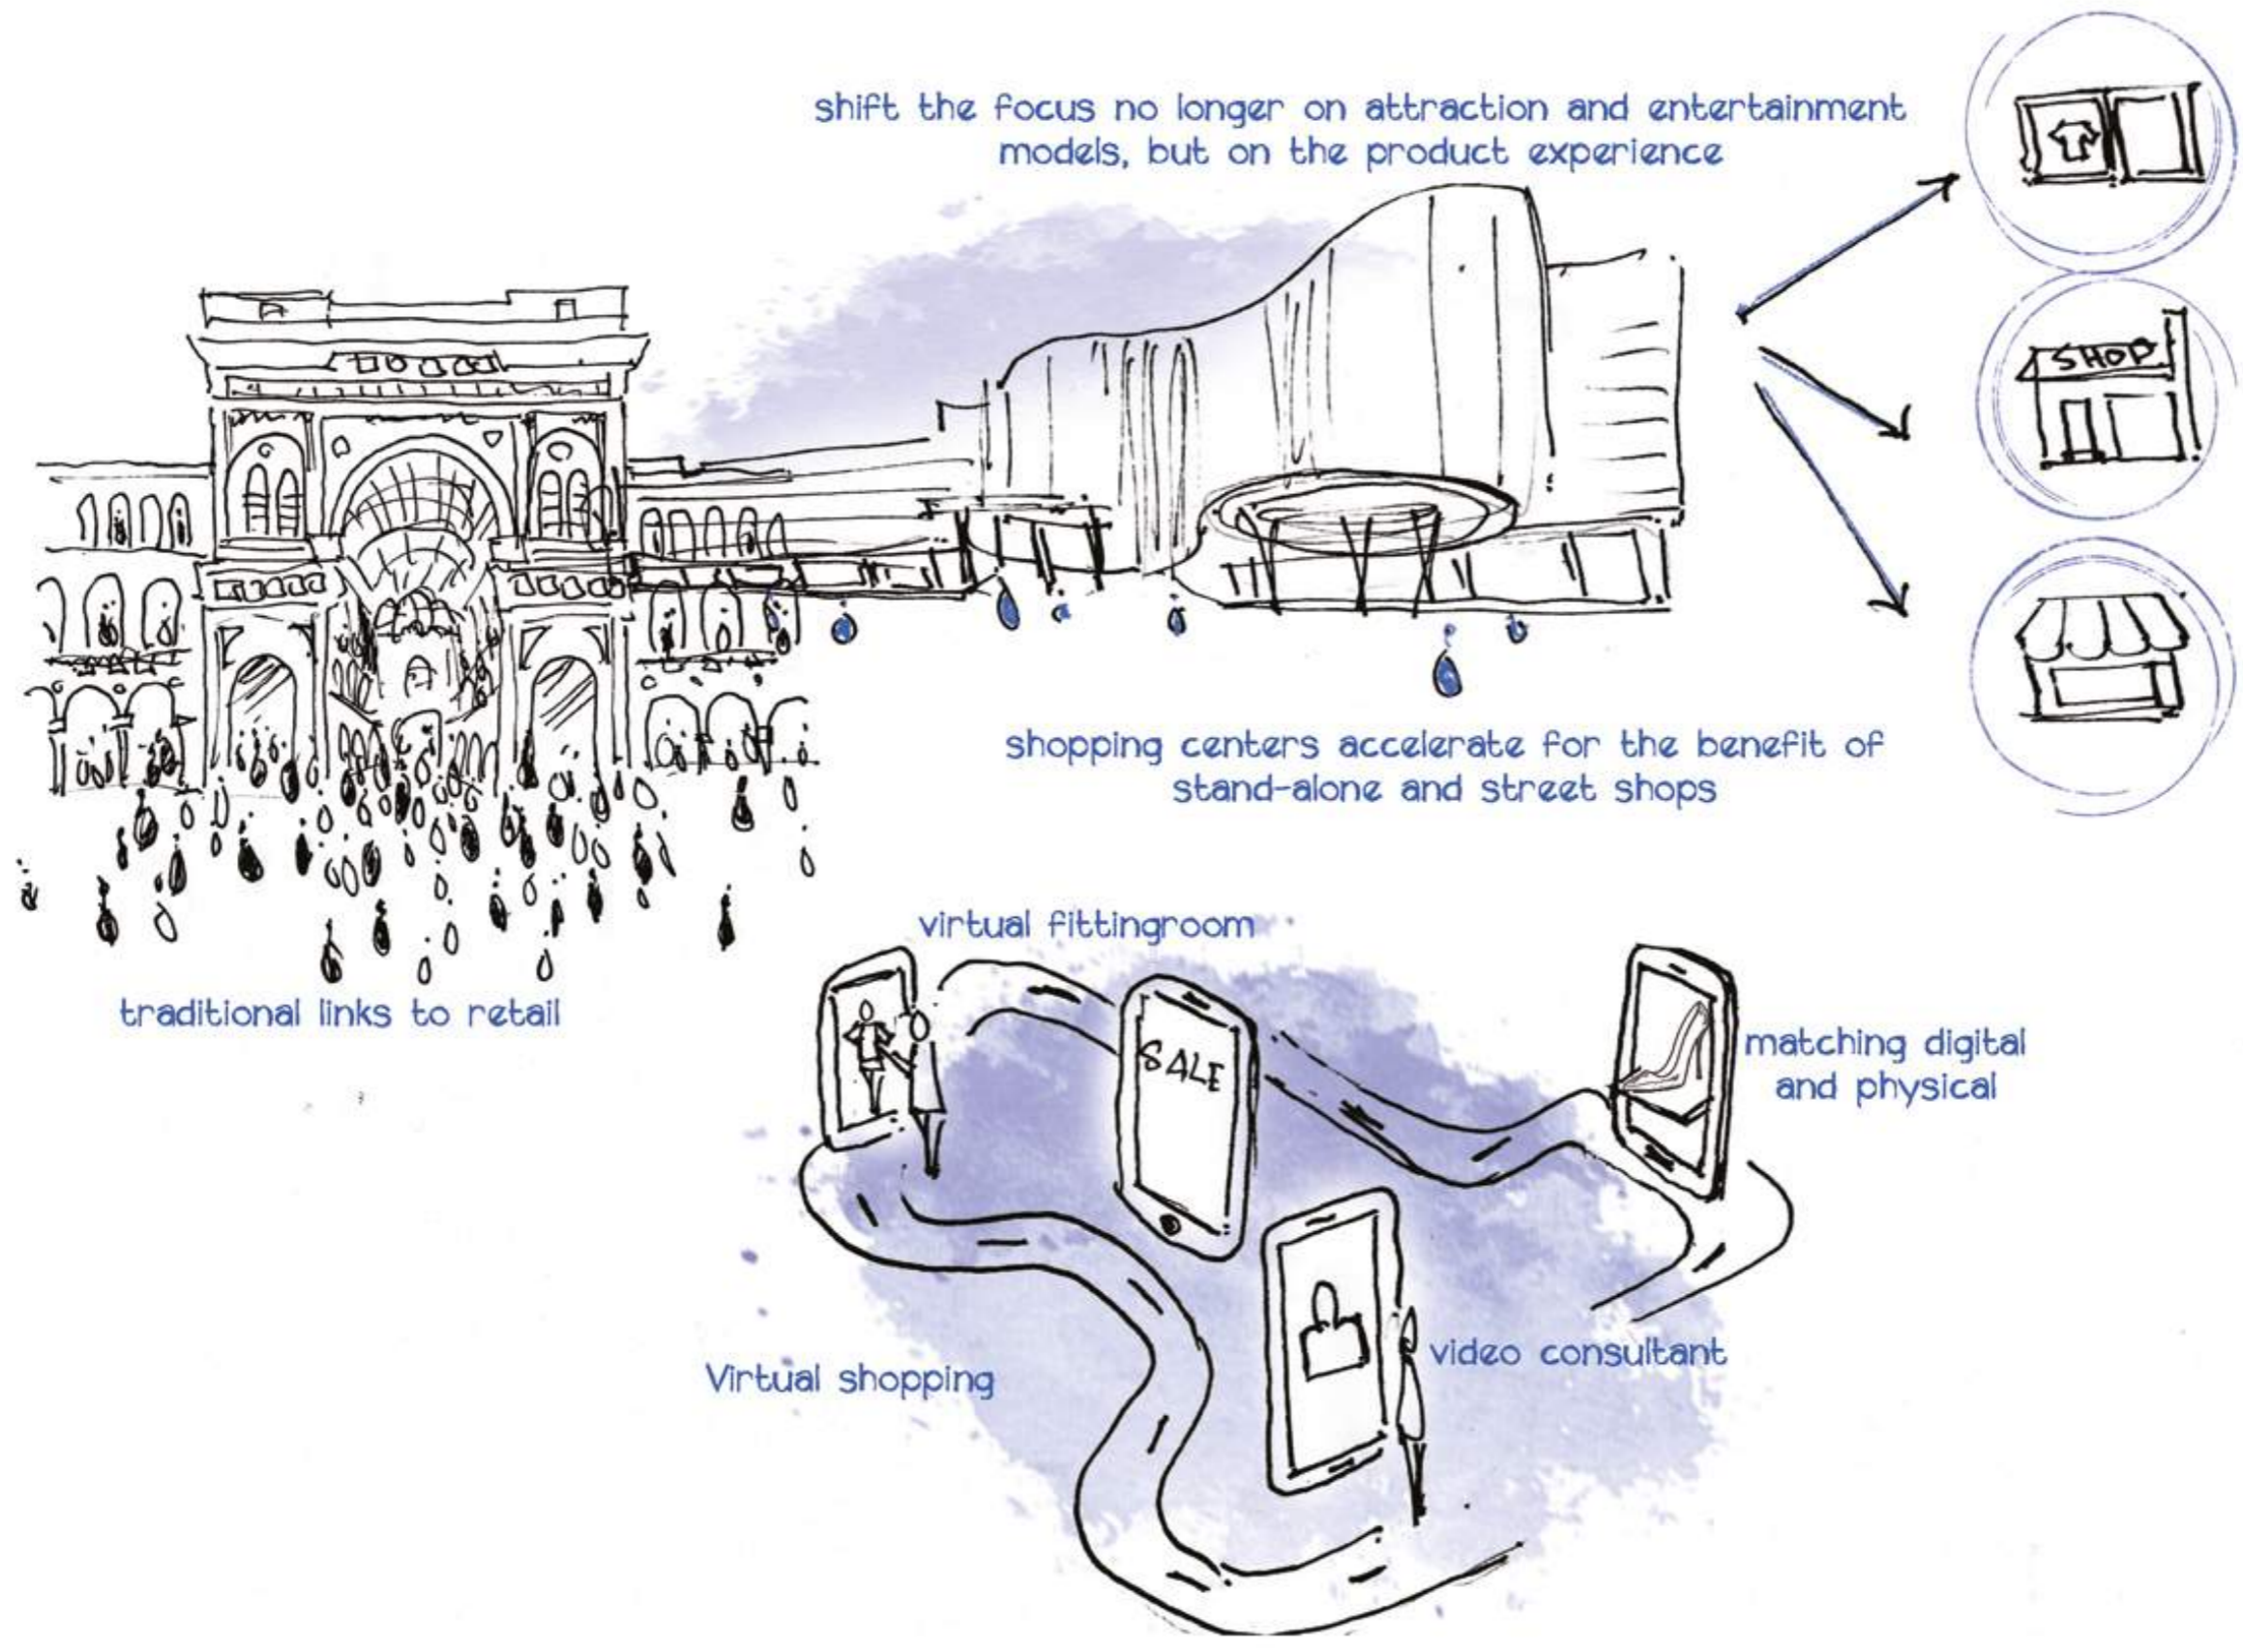 shift the focus no longer on attraction and entertainment
models, but on the product experience
SHOP
shopping centers accelerate for the benefit of
stand-alone and street shops
traditional links to retail
virtual fittingroom
SALE
matching digital
and physical
video consultant
Virtual shopping